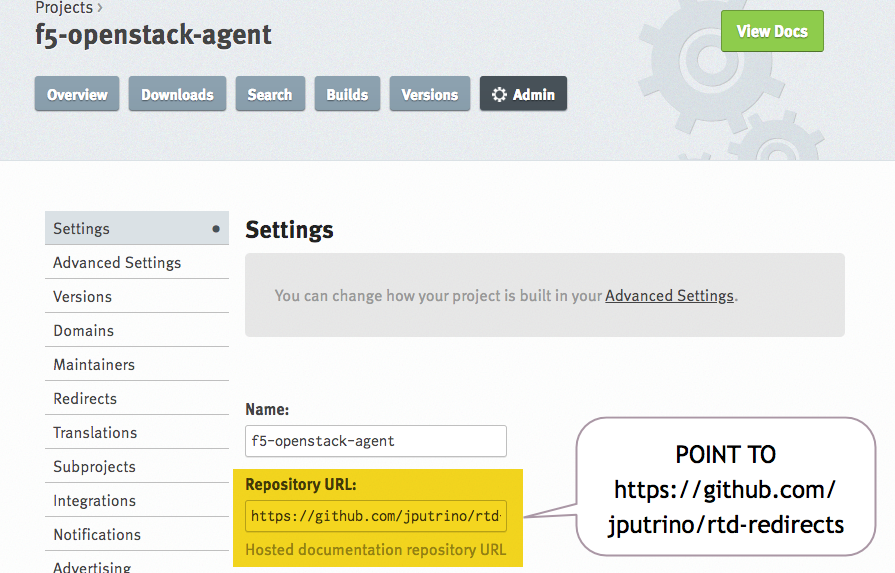 Projects ›
f5-openstack-agent
View Docs
Overview
Downloads
Search
Builds
Versions
Admin
Settings
Advanced Settings
Versions
Domains
Maintainers
Redirects
Translations
Subprojects
Integrations
Notifications
Advertising
Settings
You can change how your project is built in your Advanced Settings.
Name:
f5-openstack-agent
Repository URL:
https://github.com/jputrino/rtd-
Hosted documentation repository URL
POINT TO
https://github.com/
jputrino/rtd-redirects